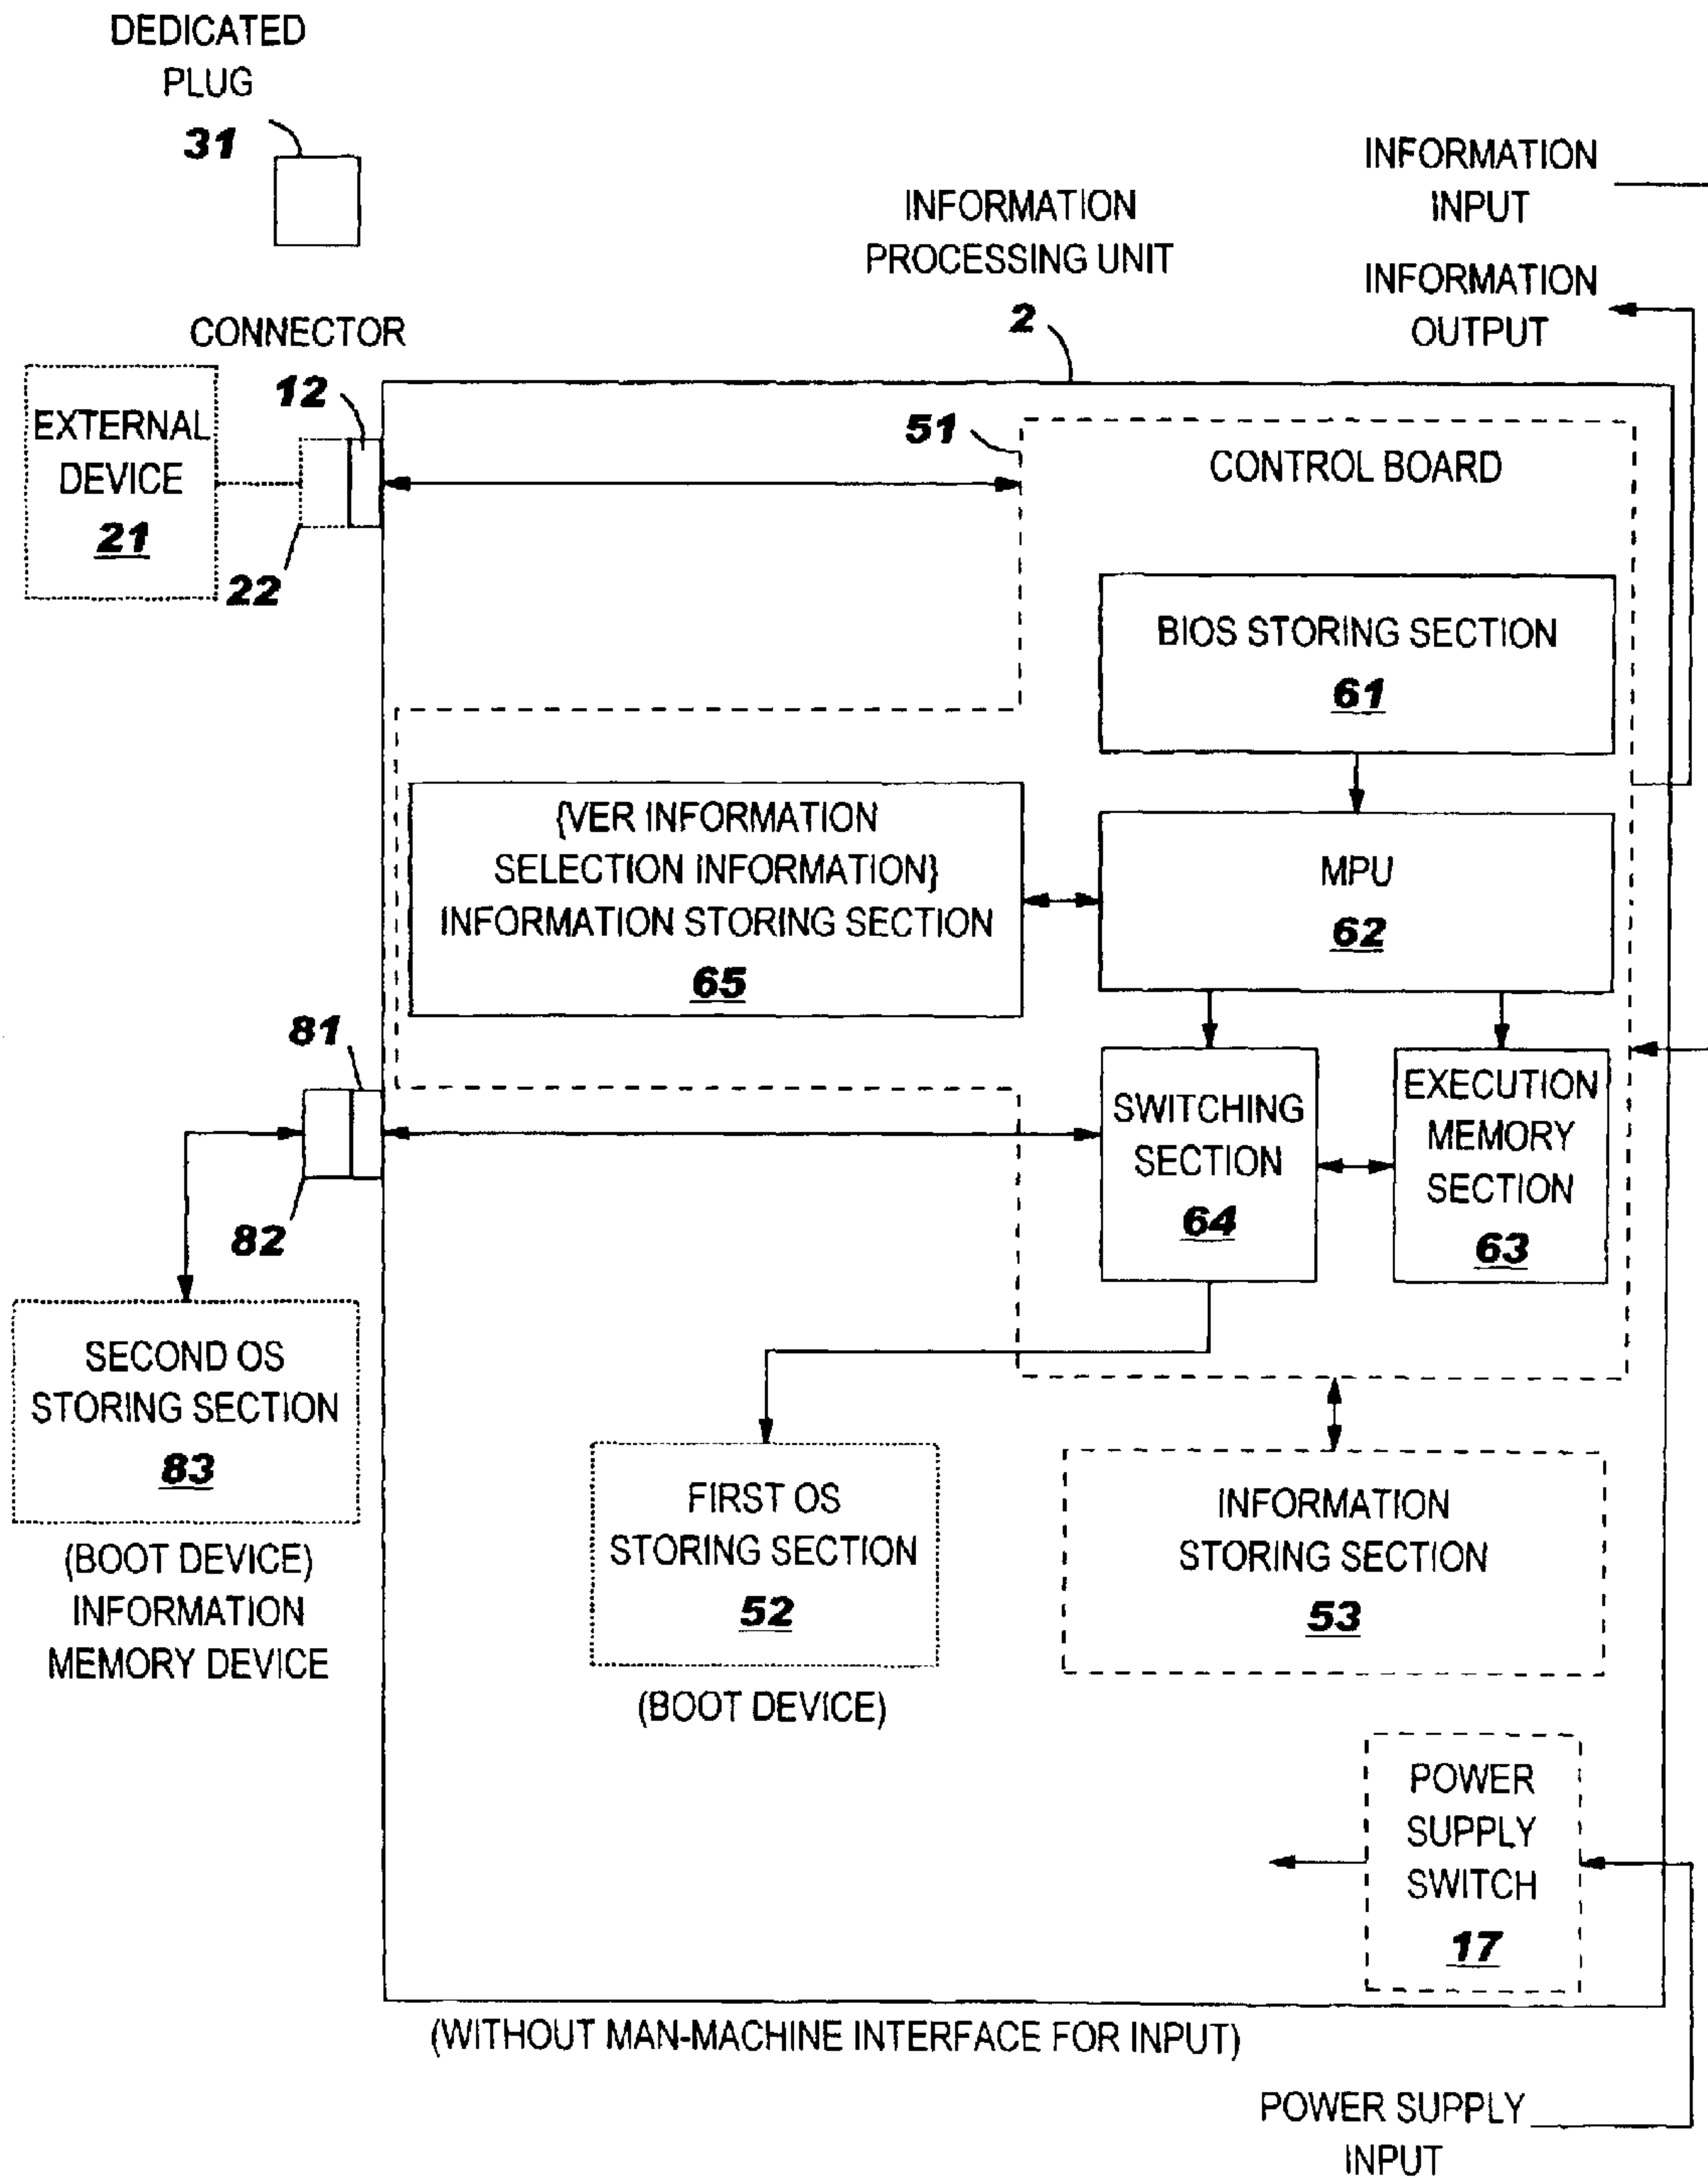 DEDICATED
PLUG
31
INFORMATION
INPUT
INFORMATION
PROCESSING UNIT
2
INFORMATION
OUTPUT
CONNECTOR
12
EXTERNAL
DEVICE
21
22
51
CONTROL BOARD
BIOS STORING SECTION
61
{VER INFORMATION
SELECTION INFORMATION}
INFORMATION STORING SECTION
65
MPU
62
81
82
SWITCHING
SECTION
64
EXECUTION
MEMORY
SECTION
63
SECOND OS
STORING SECTION
83
(BOOT DEVICE)
INFORMATION
MEMORY DEVICE
FIRST OS
STORING SECTION
52
(BOOT DEVICE)
INFORMATION
STORING SECTION
53
POWER
SUPPLY
SWITCH
17
(WITHOUT MAN-MACHINE INTERFACE FOR INPUT)
POWER SUPPLY
INPUT